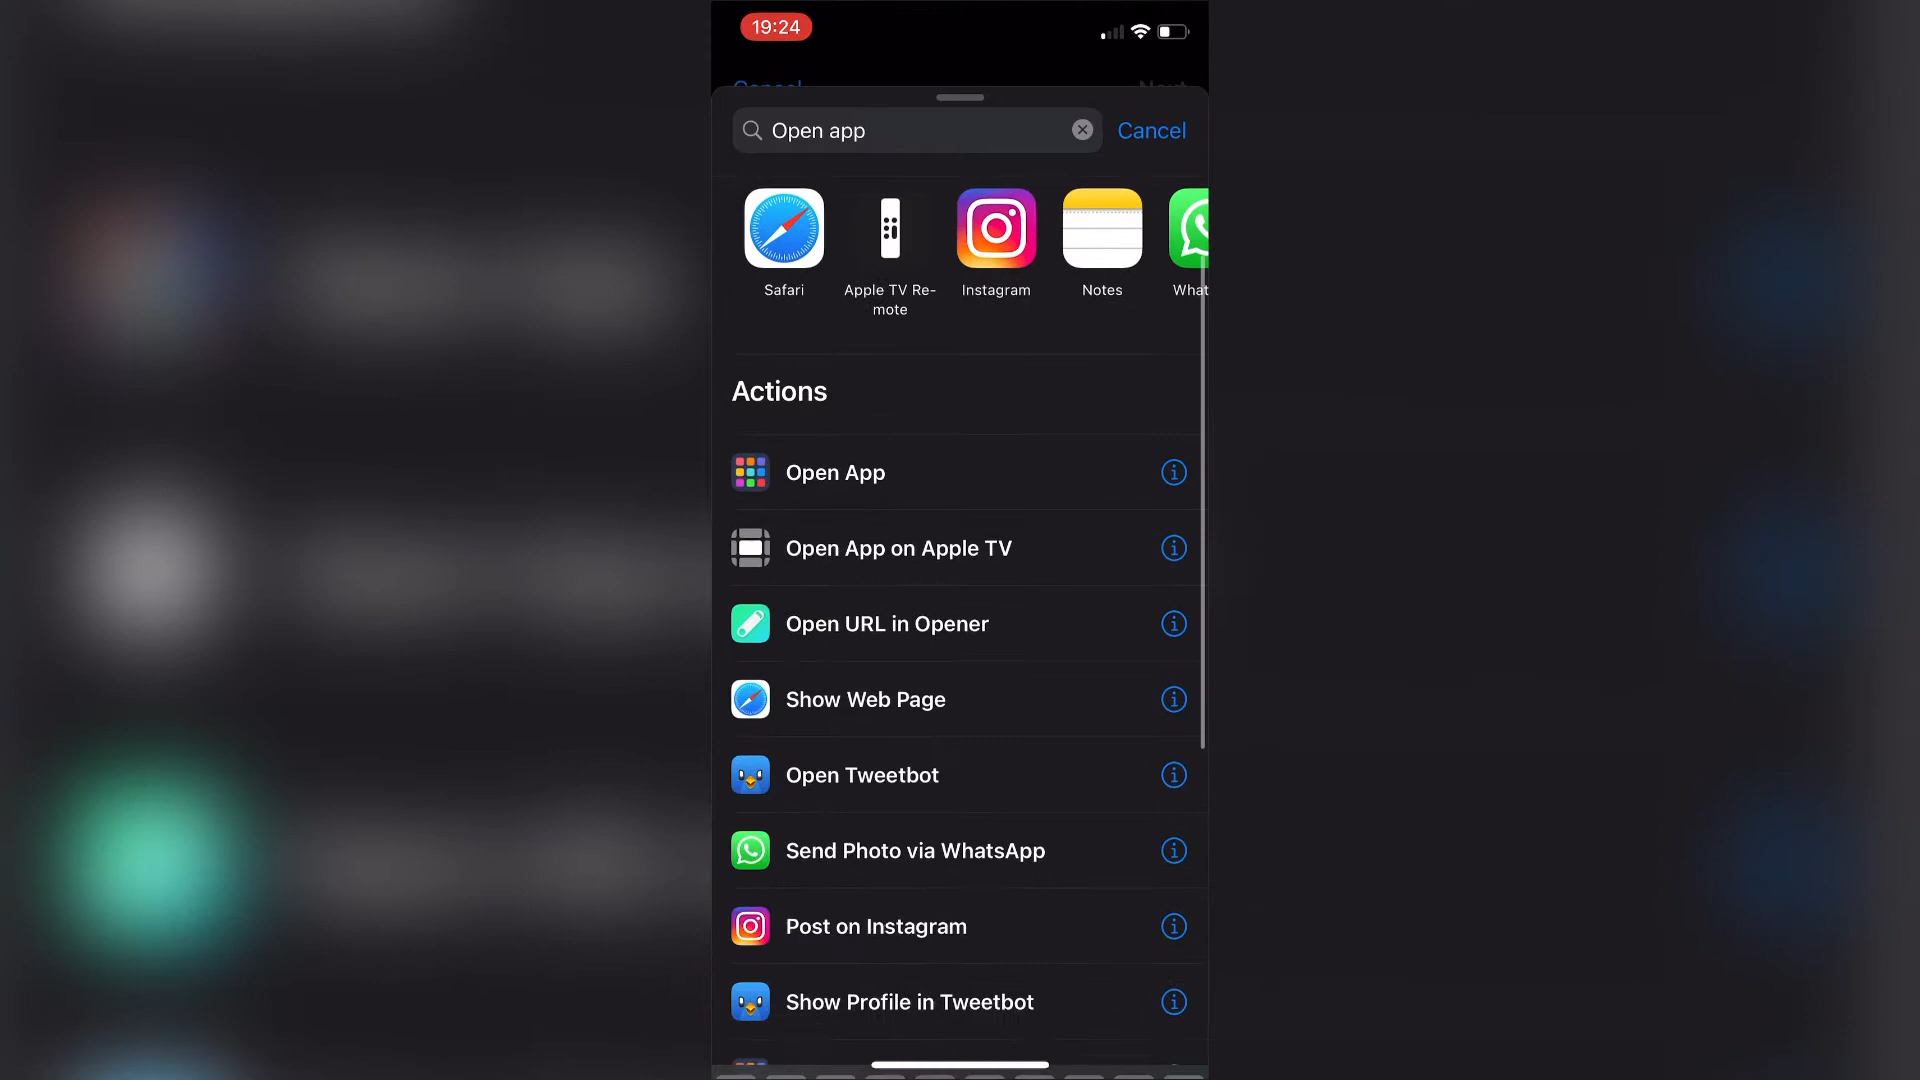 19:24
Open app
Cancel
Safari
Apple TV Re-
mote
Instagram
Notes
What
Actions
Open App
Open App on Apple TV
Open URL in Opener
Show Web Page
Open Tweetbot
Send Photo via WhatsApp
Post on Instagram
Show Profile in Tweetbot